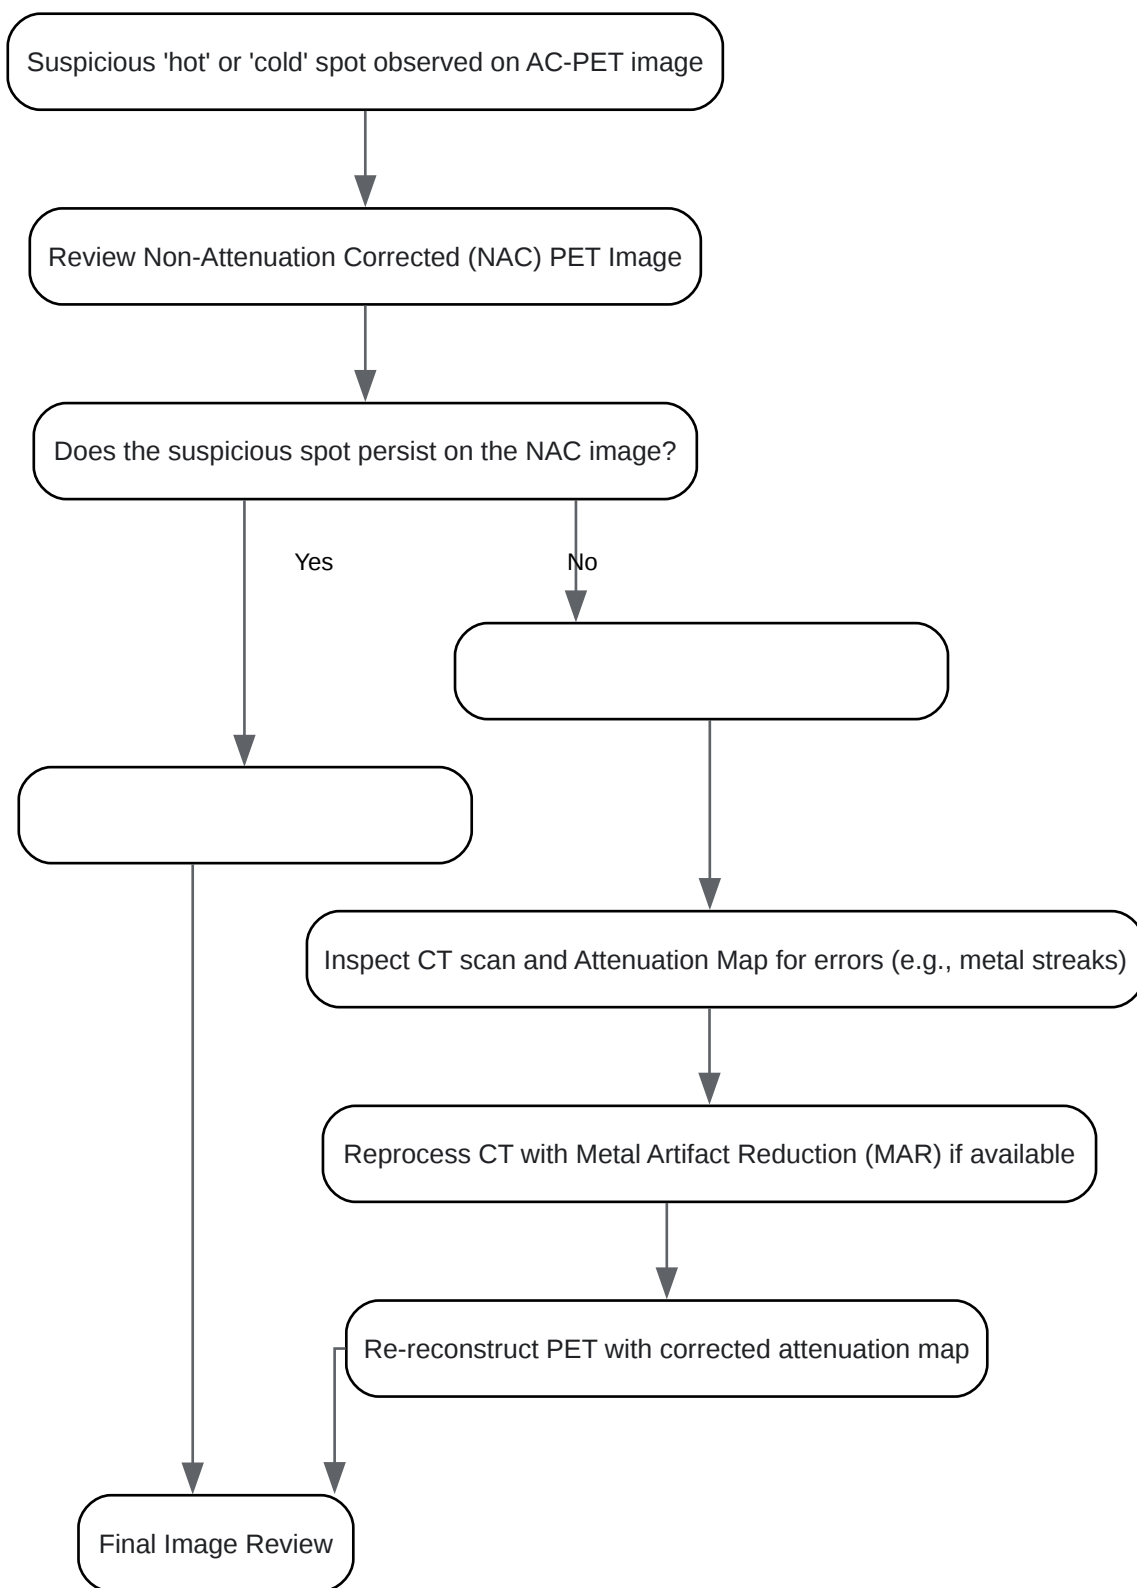 Suspicious 'hot' or 'cold' spot observed on AC-PET image
Review Non-Attenuation Corrected (NAC) PET Image
Does the suspicious spot persist on the NAC image?
Yes
No
Inspect CT scan and Attenuation Map for errors (e.g., metal streaks)
Reprocess CT with Metal Artifact Reduction (MAR) if available
Re-reconstruct PET with corrected attenuation map
Final Image Review